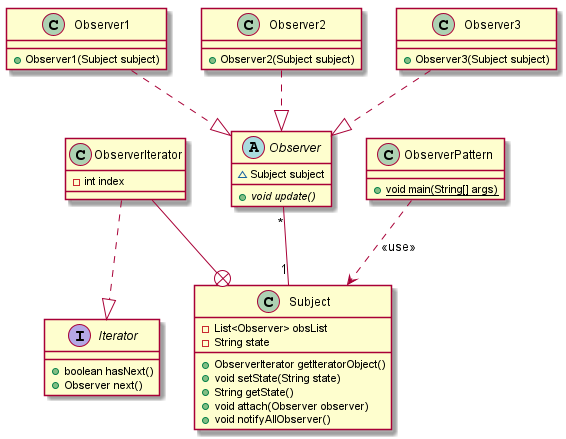 C Observer1
Observer1(Subject subject)
C Observer2
Observer2(Subject subject)
C Observer3
Observer3(Subject subject)
C ObserverIterator
int index
A Observer
Subject subject
void update()
C ObserverPattern
void main(String[] args)
*
1
«use»
I Iterator
boolean hasNext()
Observer next()
C Subject
List<Observer> obsList
String state
ObserverIterator getIteratorObject()
void setState(String state)
String getState()
void attach(Observer observer)
void notifyAllObserver()